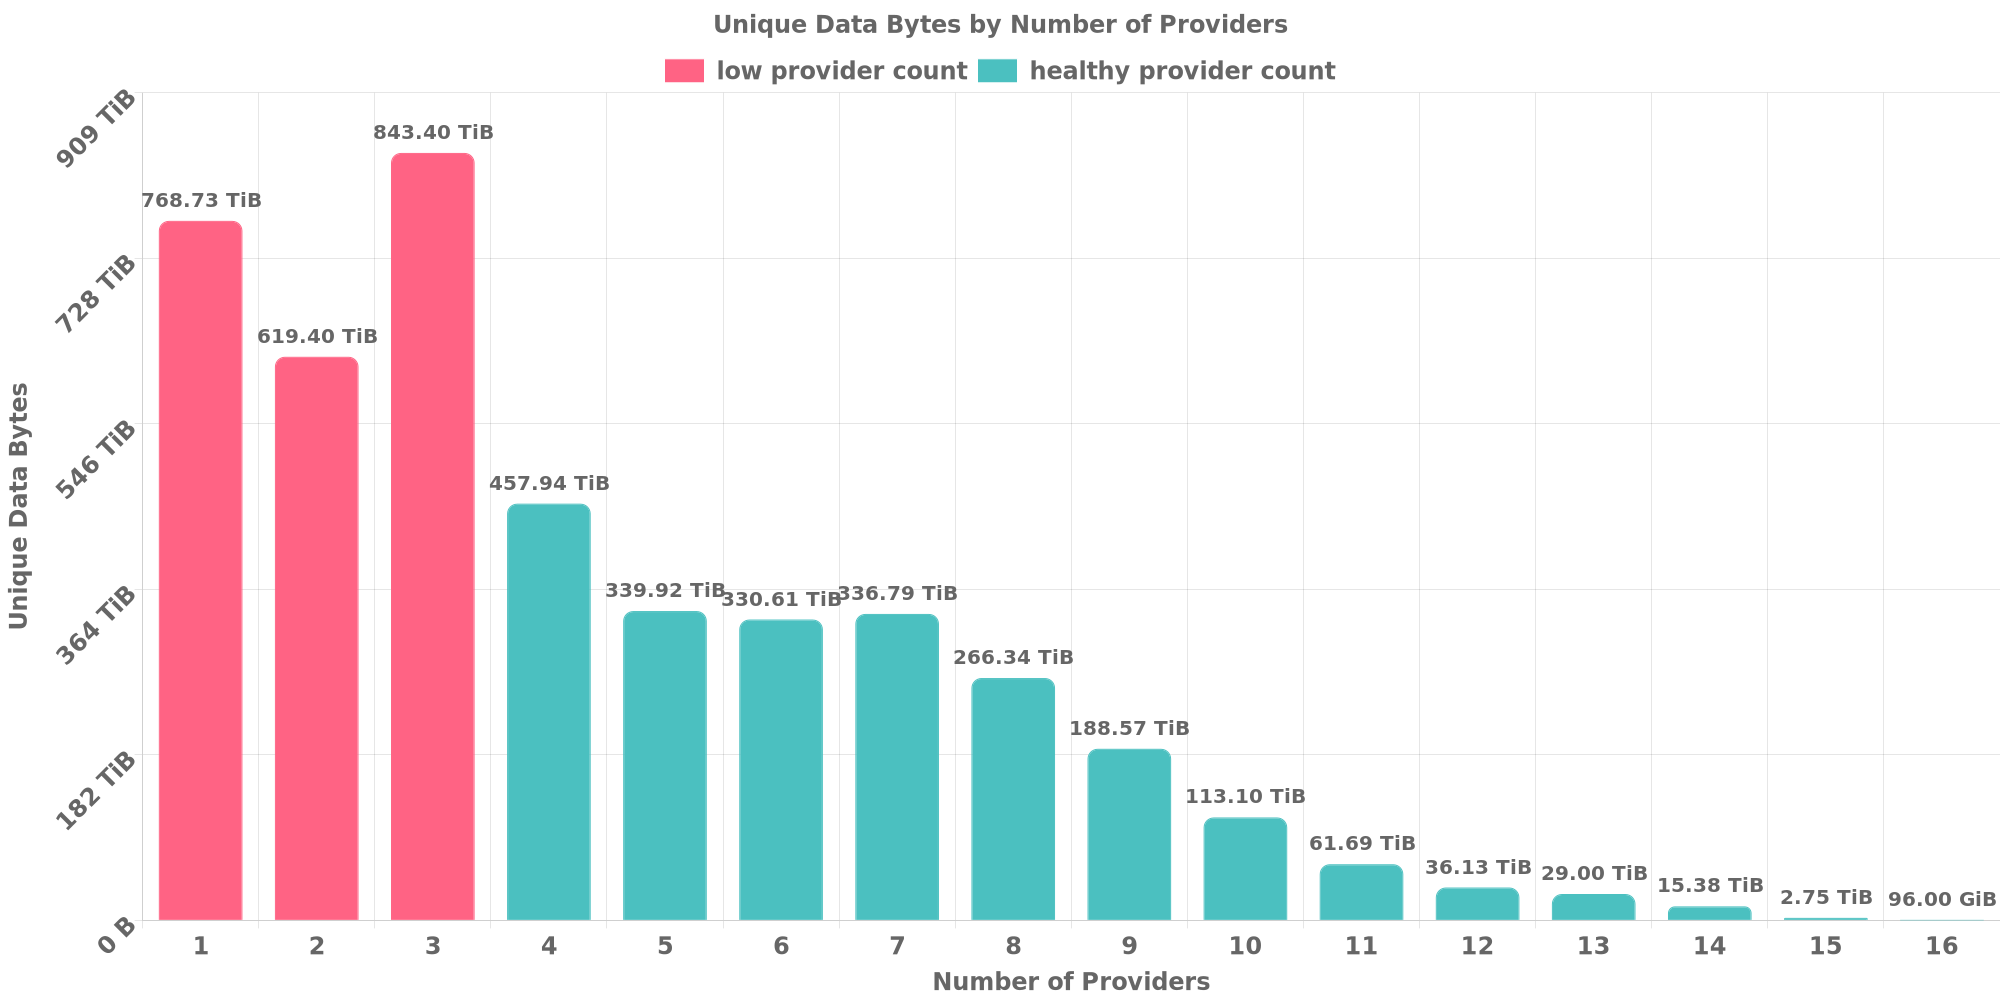 Unique Data Bytes by Number of Providers
low provider count healthy provider count
909 TiB
728 TiB
546 TiB
364 TiB
182 TiB
0 B
Unique Data Bytes
768.73 TiB
619.40 TiB
843.40 TiB
457.94 TiB
339.92 TiB
330.61 TiB
336.79 TiB
266.34 TiB
188.57 TiB
113.10 TiB
61.69 TiB
36.13 TiB
29.00 TiB
15.38 TiB
2.75 TiB
96.00 GiB
1 2 3 4 5 6 7 8 9 10 11 12 13 14 15 16
Number of Providers